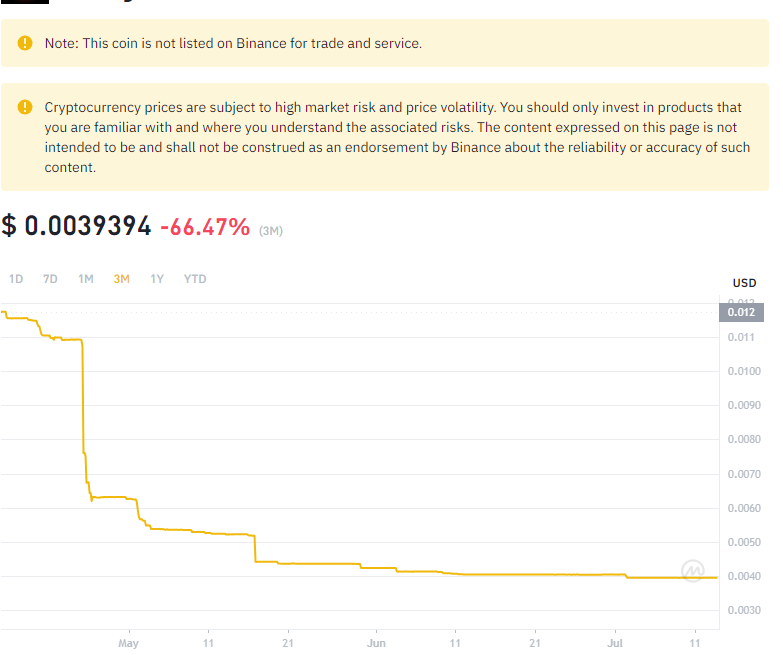 Note: This coin is not listed on Binance for trade and service.
Cryptocurrency prices are subject to high market risk and price volatility. You should only invest in products that
you are familiar with and where you understand the associated risks. The content expressed on this page is not
intended to be and shall not be construed as an endorsement by Binance about the reliability or accuracy of such
content.
$ 0.0039394 -66.47% (3M)
1D 7D 1M 3M 1Y YTD
USD
0.012
0.011
0.0100
0.0090
0.0080
0.0070
0.0060
0.0050
0.0040
0.0030
May 11 21 Jun 11 21 Jul 11